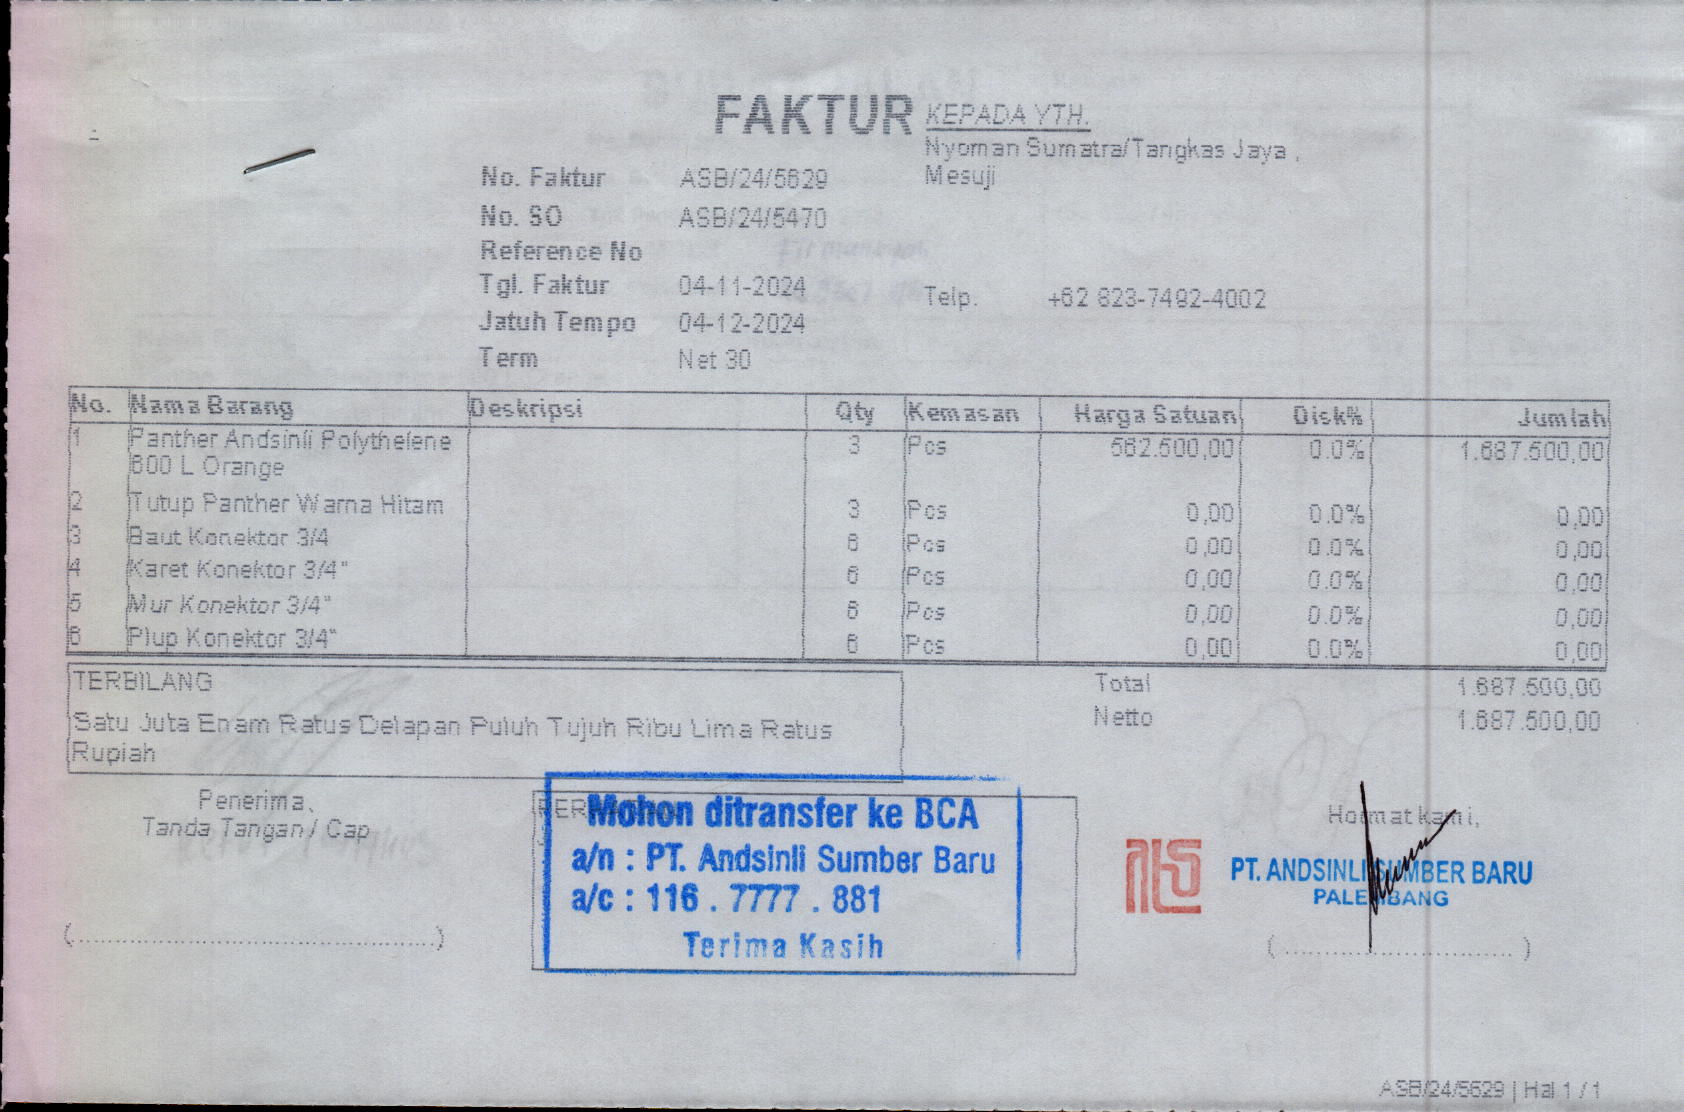 FAKTUR
KEPADA YTH.
Nyoman Sumatra/Tangkas Jaya ,
Mesuji
No. Faktur ASB/24/5629
No. SO ASB/24/5470
Reference No
Tgl. Faktur 04-11-2024
Telp. +62 823-7492-4002
Jatuh Tempo 04-12-2024
Term Net 30
No. Nama Barang Deskripsi Qty Kemasan Harga Satuan Disk% Jumlah
1 Panther Andsinli Polythelene 3 Pcs 562.500,00 0.0% 1.687.500,00
600 L Orange
2 Tutup Panther Warna Hitam 3 Pcs 0,00 0.0% 0,00
3 Baut Konektor 3/4 6 Pcs 0,00 0.0% 0,00
4 Karet Konektor 3/4" 6 Pcs 0,00 0.0% 0,00
5 Mur Konektor 3/4" 6 Pcs 0,00 0.0% 0,00
6 Plup Konektor 3/4" 6 Pcs 0,00 0.0% 0,00
TERBILANG
Satu Juta Enam Ratus Delapan Puluh Tujuh Ribu Lima Ratus
Rupiah
Total 1.687.500,00
Netto 1.687.500,00
Penerima,
Tanda Tangan / Cap
(..............................................)
Mohon ditransfer ke BCA
a/n : PT. Andsinli Sumber Baru
a/c : 116 . 7777 . 881
Terima Kasih
Hormat kami,
PT. ANDSINLI SUMBER BARU
PALEMBANG
(..............................)
ASB/24/5629 | Hal 1 / 1